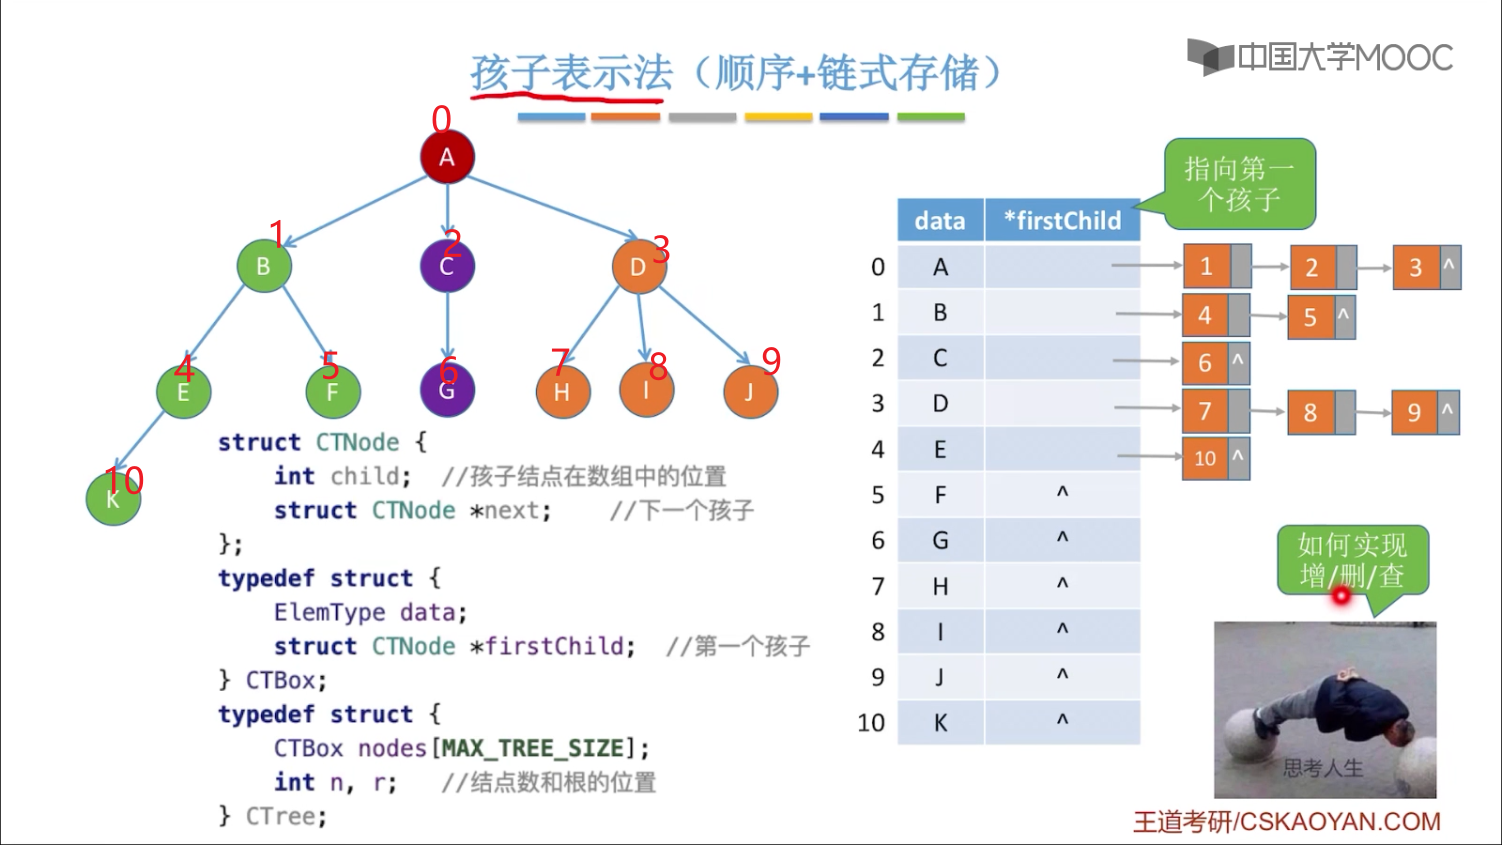 中国大学MOOC
孩子表示法（顺序+链式存储）
0
A
1
B
2
C
3
D
4
E
5
F
6
G
7
H
8
I
9
J
10
K
struct CTNode {
int child; //孩子结点在数组中的位置
struct CTNode *next; //下一个孩子
};
typedef struct {
ElemType data;
struct CTNode *firstChild; //第一个孩子
} CTBox;
typedef struct {
CTBox nodes[MAX_TREE_SIZE];
int n, r; //结点数和根的位置
} CTree;
指向第一
个孩子
data *firstChild
0 A 1 2 3 ^
1 B 4 5 ^
2 C 6 ^
3 D 7 8 9 ^
4 E 10 ^
5 F ^
6 G ^
7 H ^
8 I ^
9 J ^
10 K ^
如何实现
增/删/查
思考人生
王道考研/CSKAOYAN.COM